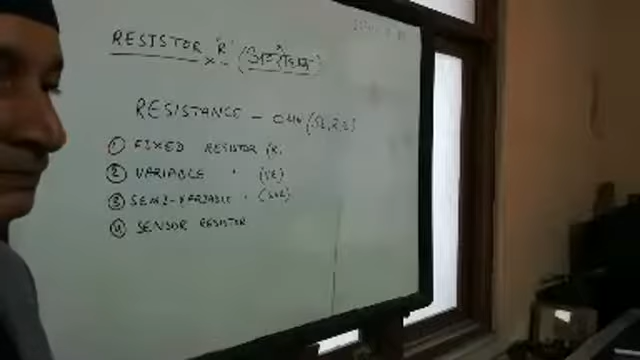 RESISTOR 'R'
RESISTANCE - OHM (Ω, R, E)
① FIXED RESISTOR (R)
② VARIABLE " (VR)
③ SEMI-VARIABLE " (SVR)
④ SENSOR RESISTOR